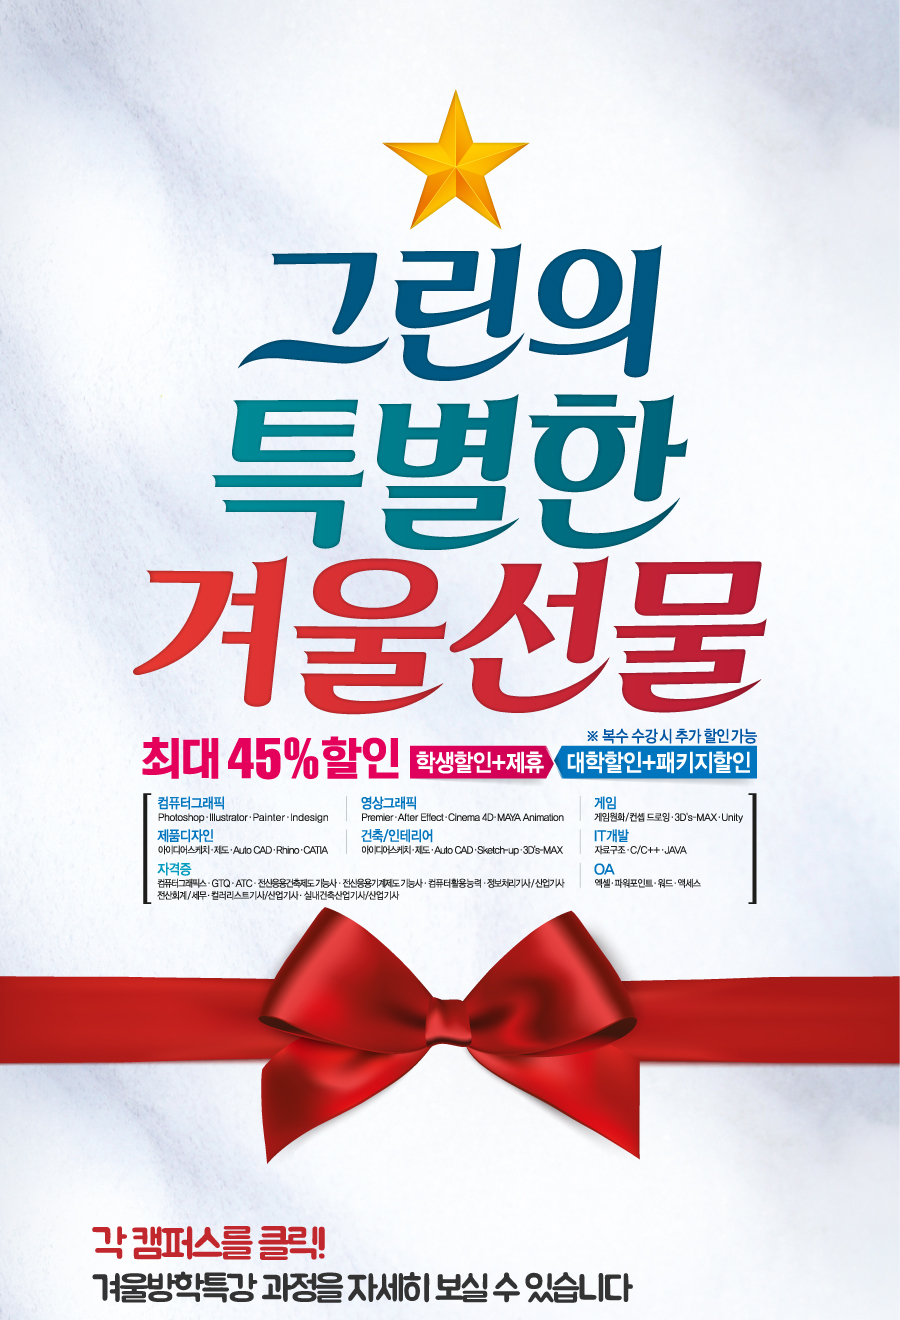 그린의
특별한
겨울선물
※ 복수 수강 시 추가 할인 가능
최대 45% 할인 학생할인+제휴 대학할인+패키지할인
컴퓨터그래픽
Photoshop · Illustrator · Painter · Indesign
영상그래픽
Premier · After Effect · Cinema 4D · MAYA Animation
게임
게임원화/컨셉 드로잉 · 3D's-MAX · Unity
제품디자인
아이디어스케치 · 제도 · Auto CAD · Rhino · CATIA
건축/인테리어
아이디어스케치 · 제도 · Auto CAD · Sketch-up · 3D's-MAX
IT개발
자료구조 · C/C++ · JAVA
자격증
컴퓨터그래픽스 · GTQ · ATC · 전산응용건축제도 기능사 · 전산응용기계제도 기능사 · 컴퓨터활용능력 · 정보처리기사 / 산업기사
전산회계 / 세무 · 컬러리스트기사/산업기사 · 실내건축산업기사/산업기사
OA
엑셀 · 파워포인트 · 워드 · 액세스
각 캠퍼스를 클릭!
겨울방학특강 과정을 자세히 보실 수 있습니다